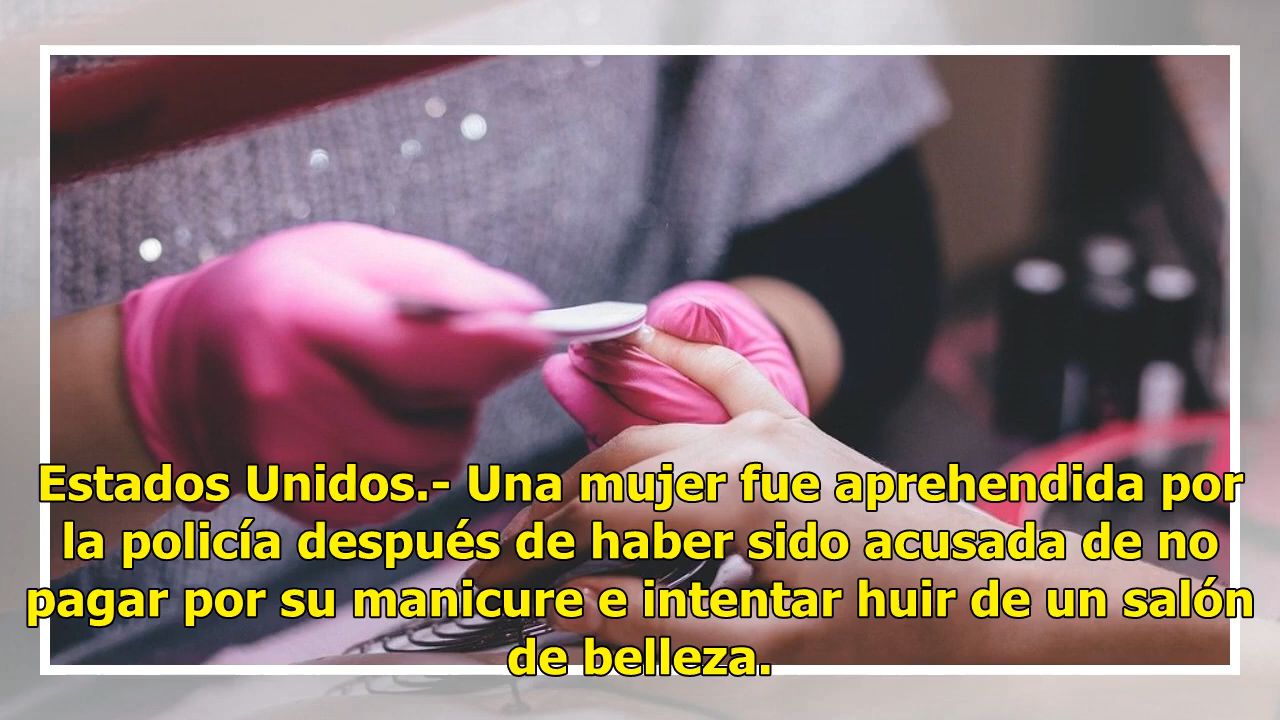 Estados Unidos.- Una mujer fue aprehendida por
la policía después de haber sido acusada de no
pagar por su manicure e intentar huir de un salón
de belleza.